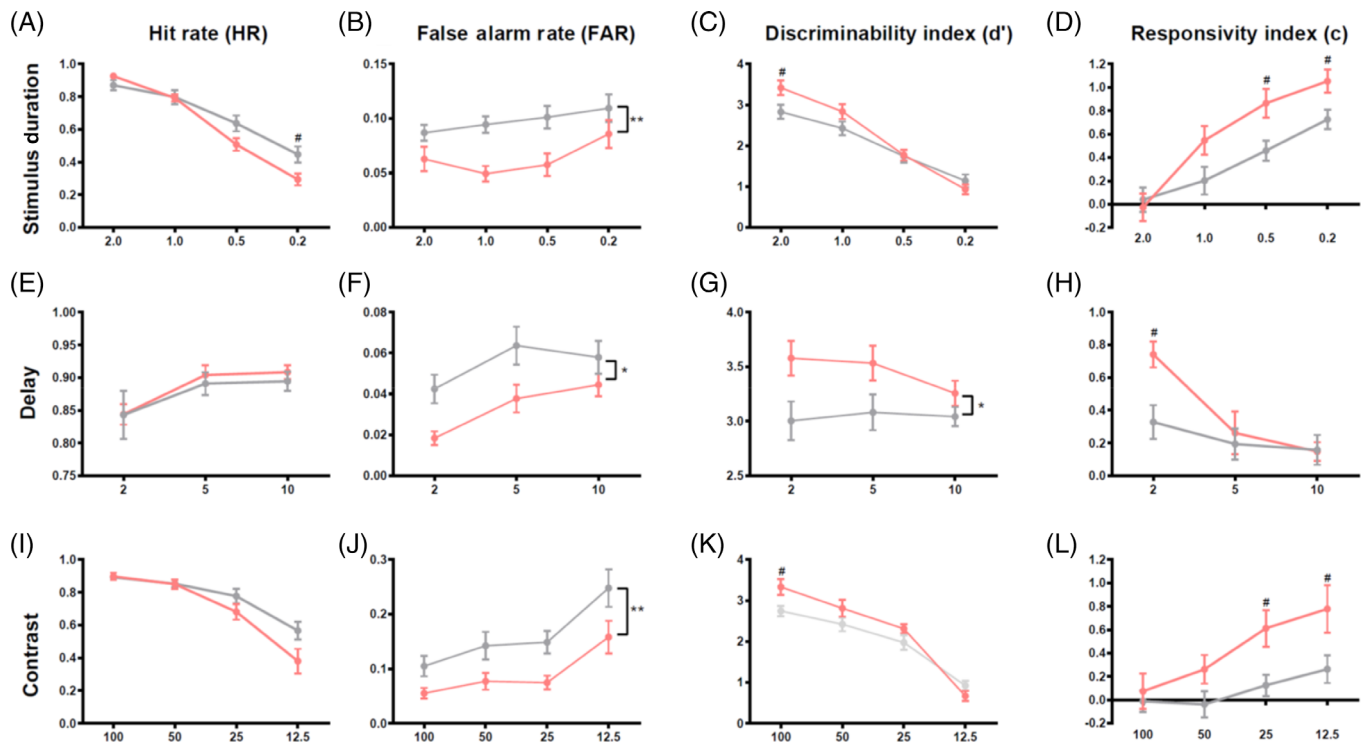 (A) (B) (C) (D)
Hit rate (HR) False alarm rate (FAR) Discriminability index (d') Responsivity index (c)
Stimulus duration
1.0 0.15 4 1.2
# #
1.0
0.8 # 0.8
3
0.10 ** 0.6
0.6
# 2 0.4
0.4 0.05 0.2
1
0.2 0.0
0.0 0.00 0 -0.2
2.0 1.0 0.5 0.2 2.0 1.0 0.5 0.2 2.0 1.0 0.5 0.2 2.0 1.0 0.5 0.2
(E) (F) (G) (H)
Delay
1.00 0.08 4.0 1.0
#
0.95 0.8
0.06 3.5
0.90 * 0.6
0.04
0.85 3.0 * 0.4
0.02
0.80 0.2
0.75 0.00 2.5 0.0
2 5 10 2 5 10 2 5 10 2 5 10
(I) (J) (K) (L)
Contrast
1.0 0.3 4 1.2
# # #
1.0
0.8 ** 3 0.8
0.2
0.6 0.6
2 0.4
0.4 0.1
1 0.2
0.2 0.0
0.0 0.0 0 -0.2
100 50 25 12.5 100 50 25 12.5 100 50 25 12.5 100 50 25 12.5